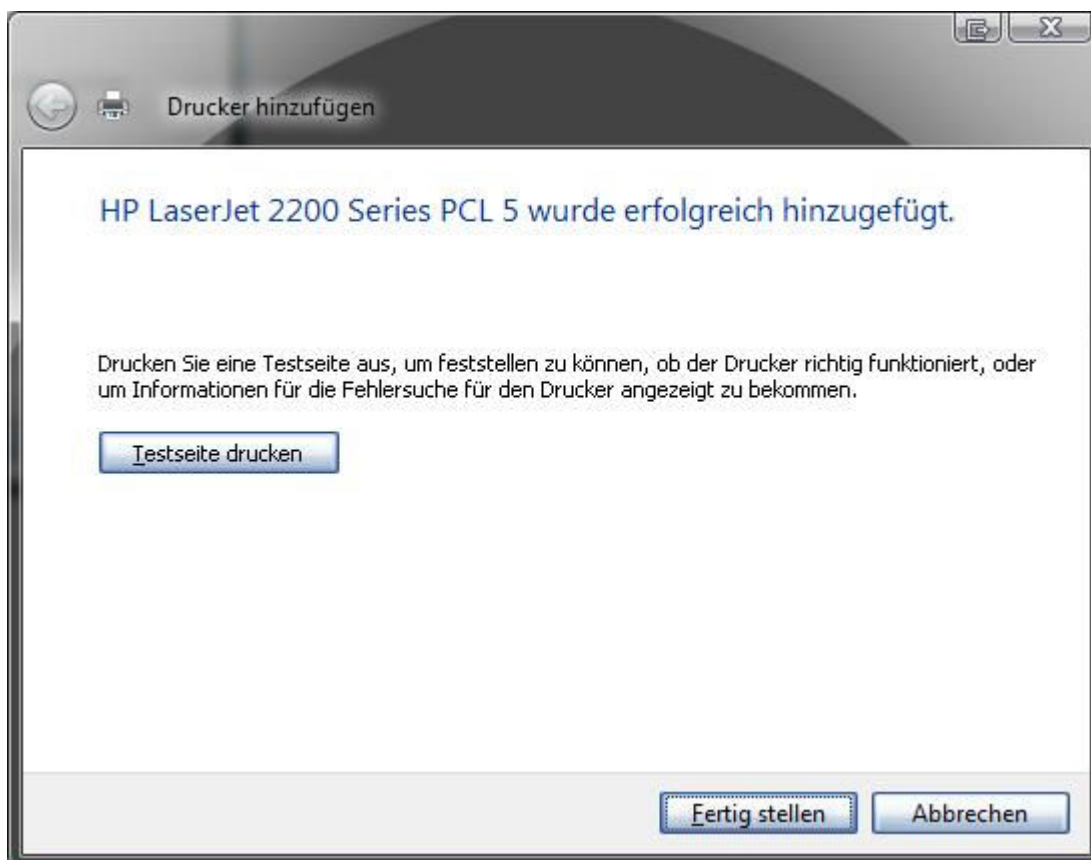 Drucker hinzufügen
HP LaserJet 2200 Series PCL 5 wurde erfolgreich hinzugefügt.
Drucken Sie eine Testseite aus, um feststellen zu können, ob der Drucker richtig funktioniert, oder
um Informationen für die Fehlersuche für den Drucker angezeigt zu bekommen.
Testseite drucken
Fertig stellen Abbrechen